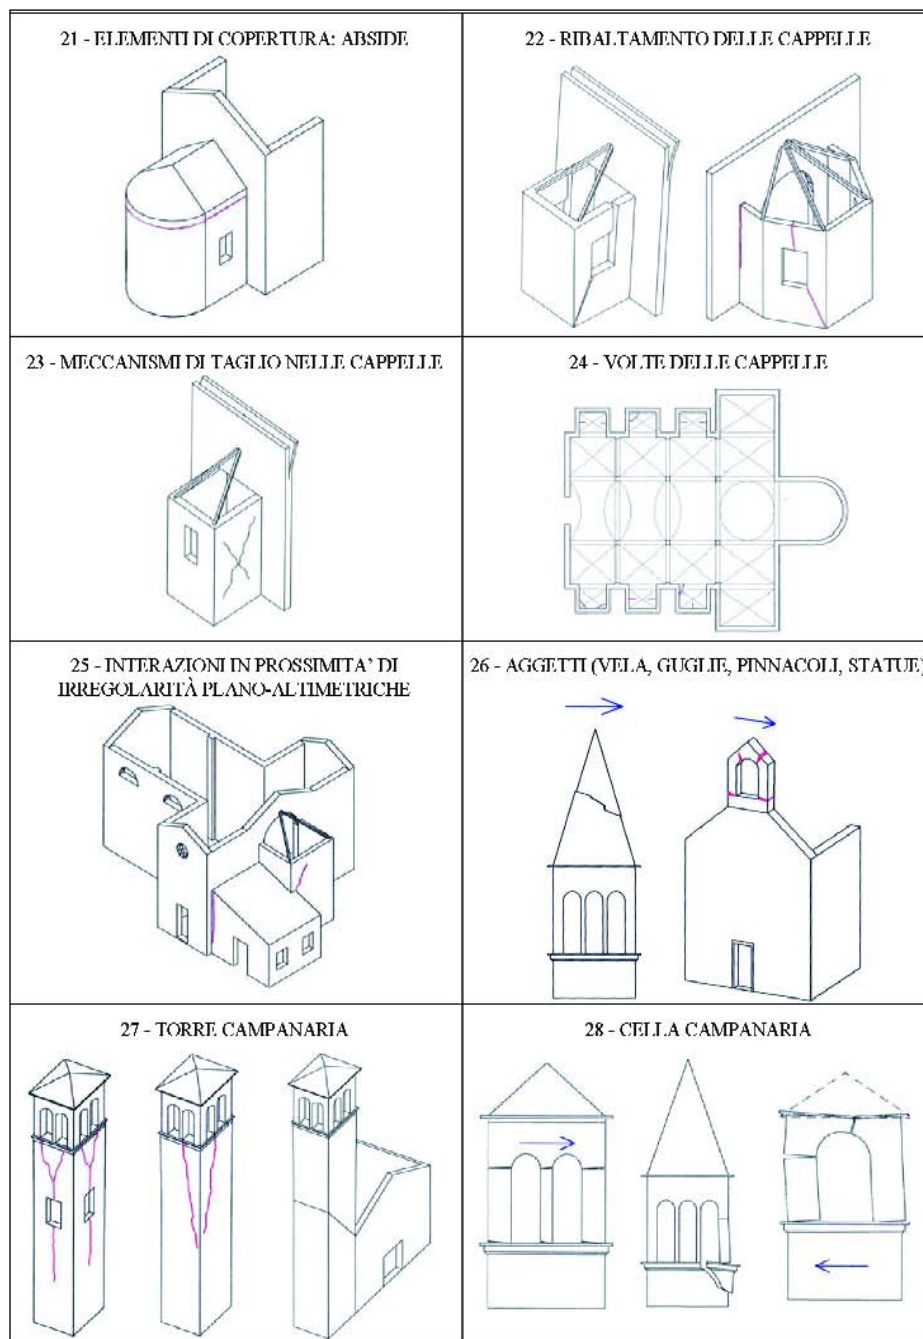 21 - ELEMENTI DI COPERTURA: ABSIDE
22 - RIBALTAMENTO DELLE CAPPELLE
23 - MECCANISMI DI TAGLIO NELLE CAPPELLE
24 - VOLTE DELLE CAPPELLE
25 - INTERAZIONI IN PROSSIMITA’ DI
IRREGOLARITÀ PLANO-ALTIMETRICHE
26 - AGGETTI (VELA, GUGLIE, PINNACOLI, STATUE)
27 - TORRE CAMPANARIA
28 - CELLA CAMPANARIA